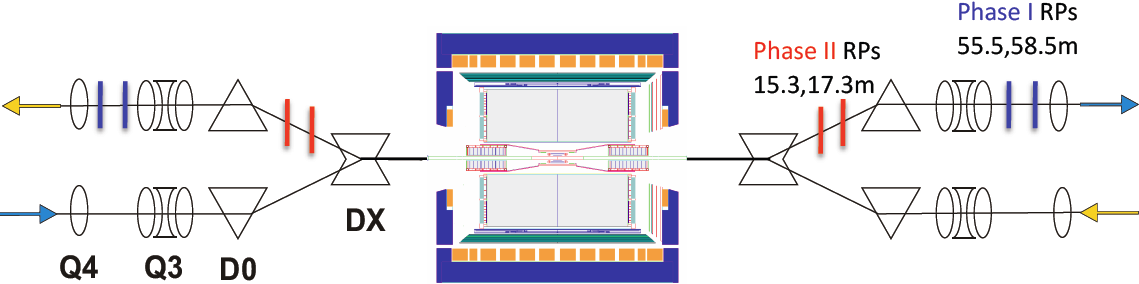 Phase I RPs
55.5,58.5m
Phase II RPs
15.3,17.3m
DX
Q4 Q3 D0